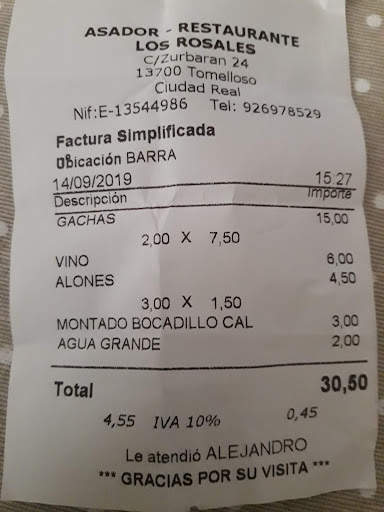 ASADOR - RESTAURANTE
LOS ROSALES
C/Zurbaran 24
13700 Tomelloso
Ciudad Real
Nif:E-13544986 Tel: 926978529
Factura Simplificada
Ubicación BARRA
14/09/2019 15:27
Descripción Importe
GACHAS 15,00
2,00 X 7,50
VINO 6,00
ALONES 4,50
3,00 X 1,50
MONTADO BOCADILLO CAL 3,00
AGUA GRANDE 2,00
Total 30,50
4,55 IVA 10% 0,45
Le atendió ALEJANDRO
*** GRACIAS POR SU VISITA ***